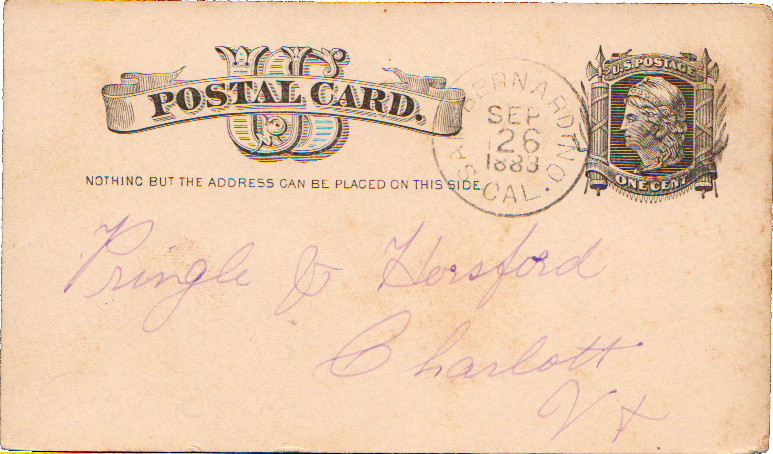 US
POSTAL CARD.
NOTHING BUT THE ADDRESS CAN BE PLACED ON THIS SIDE
SAN BERNARDINO
SEP
26
1883
CAL.
U.S. POSTAGE
ONE CENT
Pringle & Horsford
Charlott
Vt.